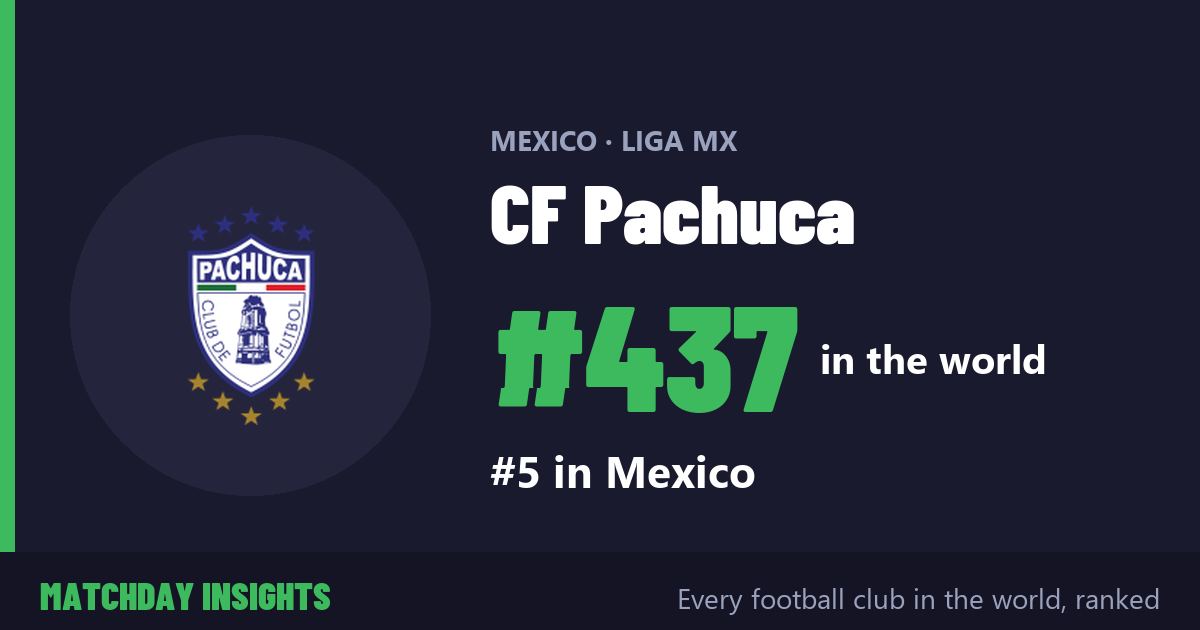 MEXICO · LIGA MX
CF Pachuca
#437 in the world
#5 in Mexico
PACHUCA
CLUB DE FUTBOL
MATCHDAY INSIGHTS
Every football club in the world, ranked